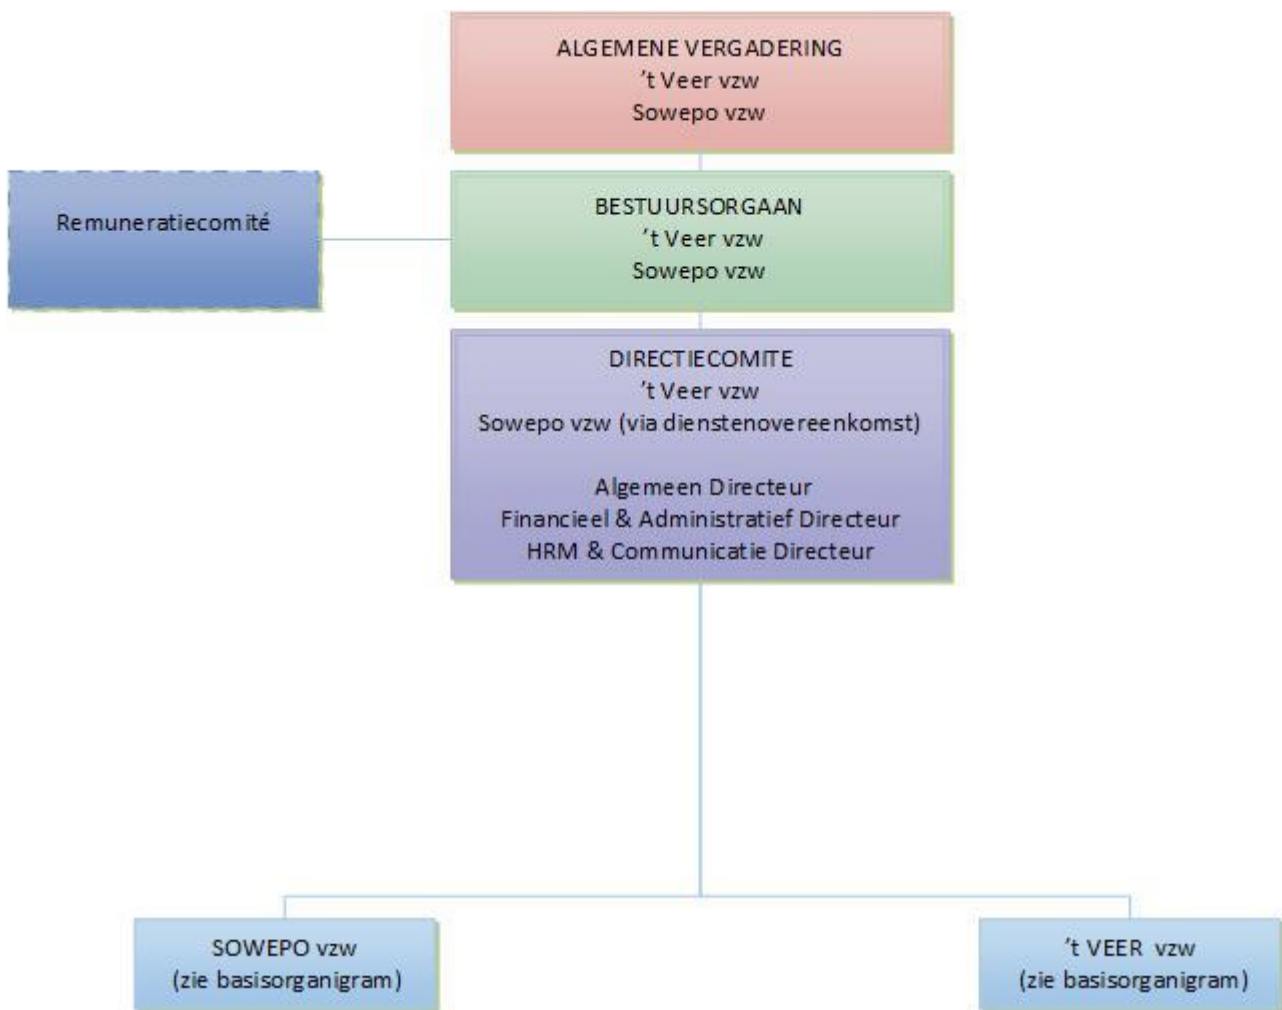 ALGEMENE VERGADERING
’t Veer vzw
Sowepo vzw
Remuneratiecomité
BESTUURSORGAAN
’t Veer vzw
Sowepo vzw
DIRECTIECOMITE
’t Veer vzw
Sowepo vzw (via dienstenovereenkomst)
Algemeen Directeur
Financieel & Administratief Directeur
HRM & Communicatie Directeur
SOWEPO vzw
(zie basisorganigram)
’t VEER vzw
(zie basisorganigram)